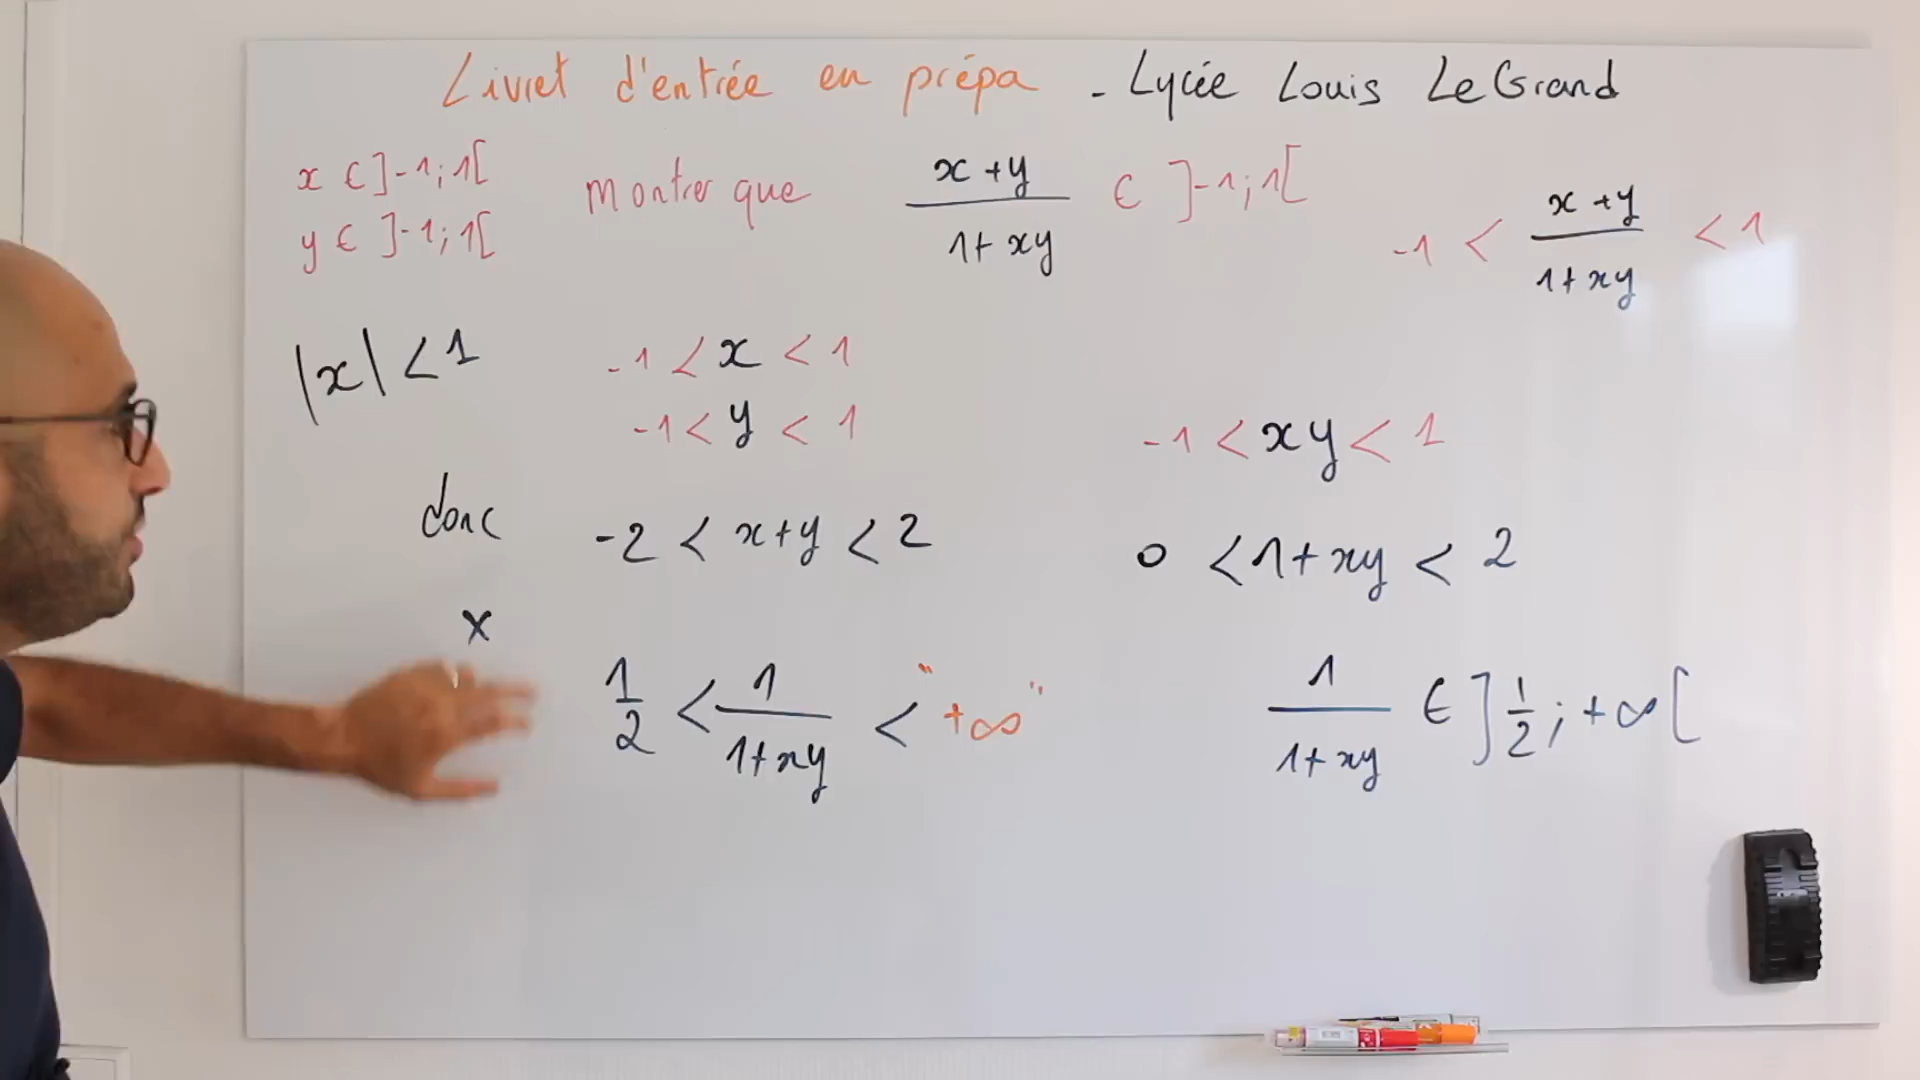 Livret d'entrée en prépa - Lycée Louis LeGrand
x ∈ ]-1;1[
y ∈ ]-1;1[
Montrer que
x+y
1+xy
∈ ]-1;1[
-1 < x+y / 1+xy < 1
|x| < 1
-1 < x < 1
-1 < y < 1
-1 < xy < 1
donc -2 < x+y < 2
0 < 1+xy < 2
x
1/2 < 1/1+xy < "+∞"
1/1+xy ∈ ]1/2;+∞[